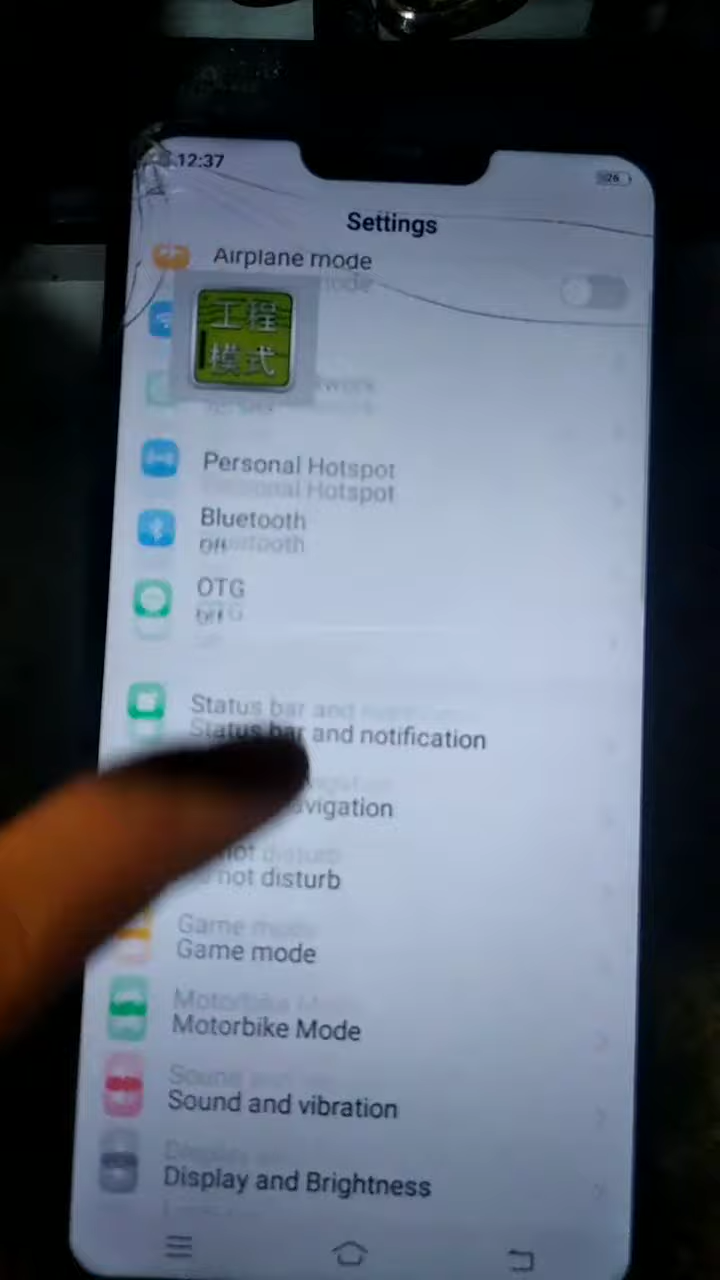 12:37
26
Settings
Airplane mode
工程
模式
Personal Hotspot
Bluetooth
Off
OTG
Off
Status bar and notification
navigation
not disturb
Game mode
Motorbike Mode
Sound and vibration
Display and Brightness